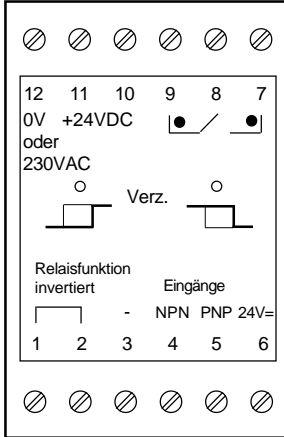 12 11 10 9 8 7
0V +24VDC
oder
230VAC
Verz.
Relaisfunktion
invertiert
Eingänge
- NPN PNP 24V=
1 2 3 4 5 6